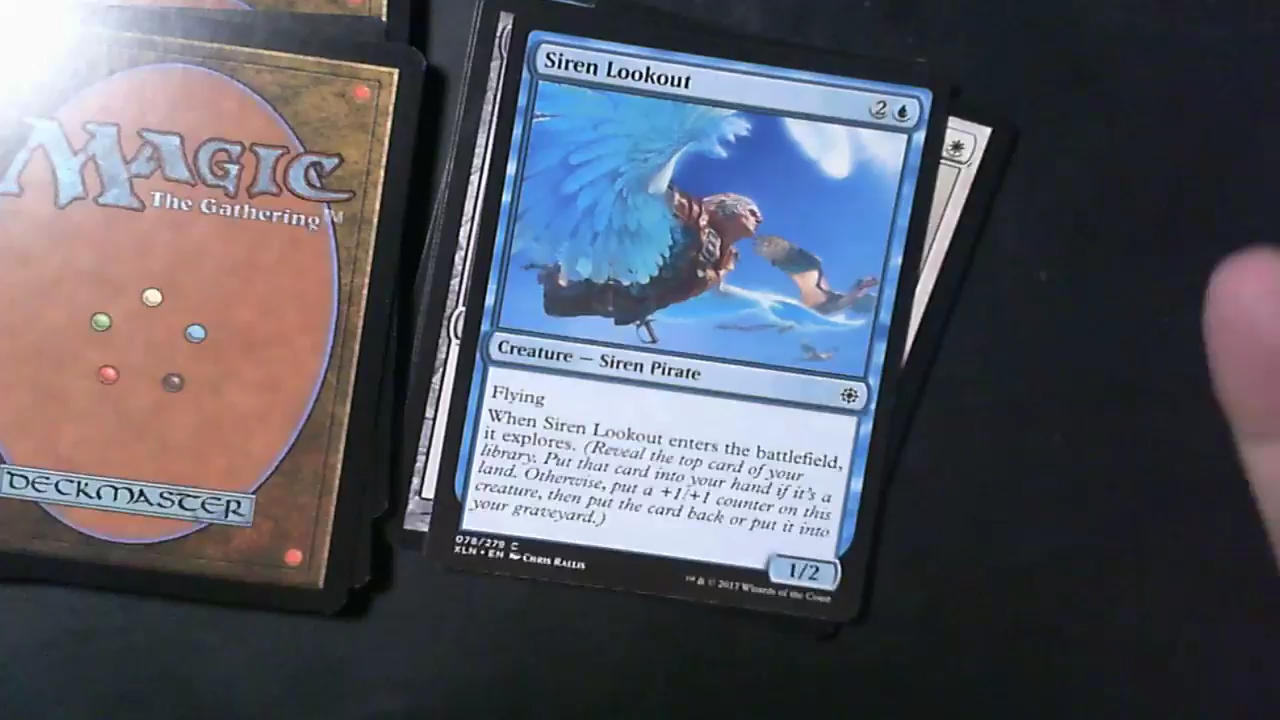 MAGIC
The Gathering™
DECKMASTER
Siren Lookout
2
Creature — Siren Pirate
Flying
When Siren Lookout enters the battlefield,
it explores. (Reveal the top card of your
library. Put that card into your hand if it's a
land. Otherwise, put a +1/+1 counter on this
creature, then put the card back or put it into
your graveyard.)
1/2
078/279 C
XLN • EN Chris Rallis
™ & © 2017 Wizards of the Coast